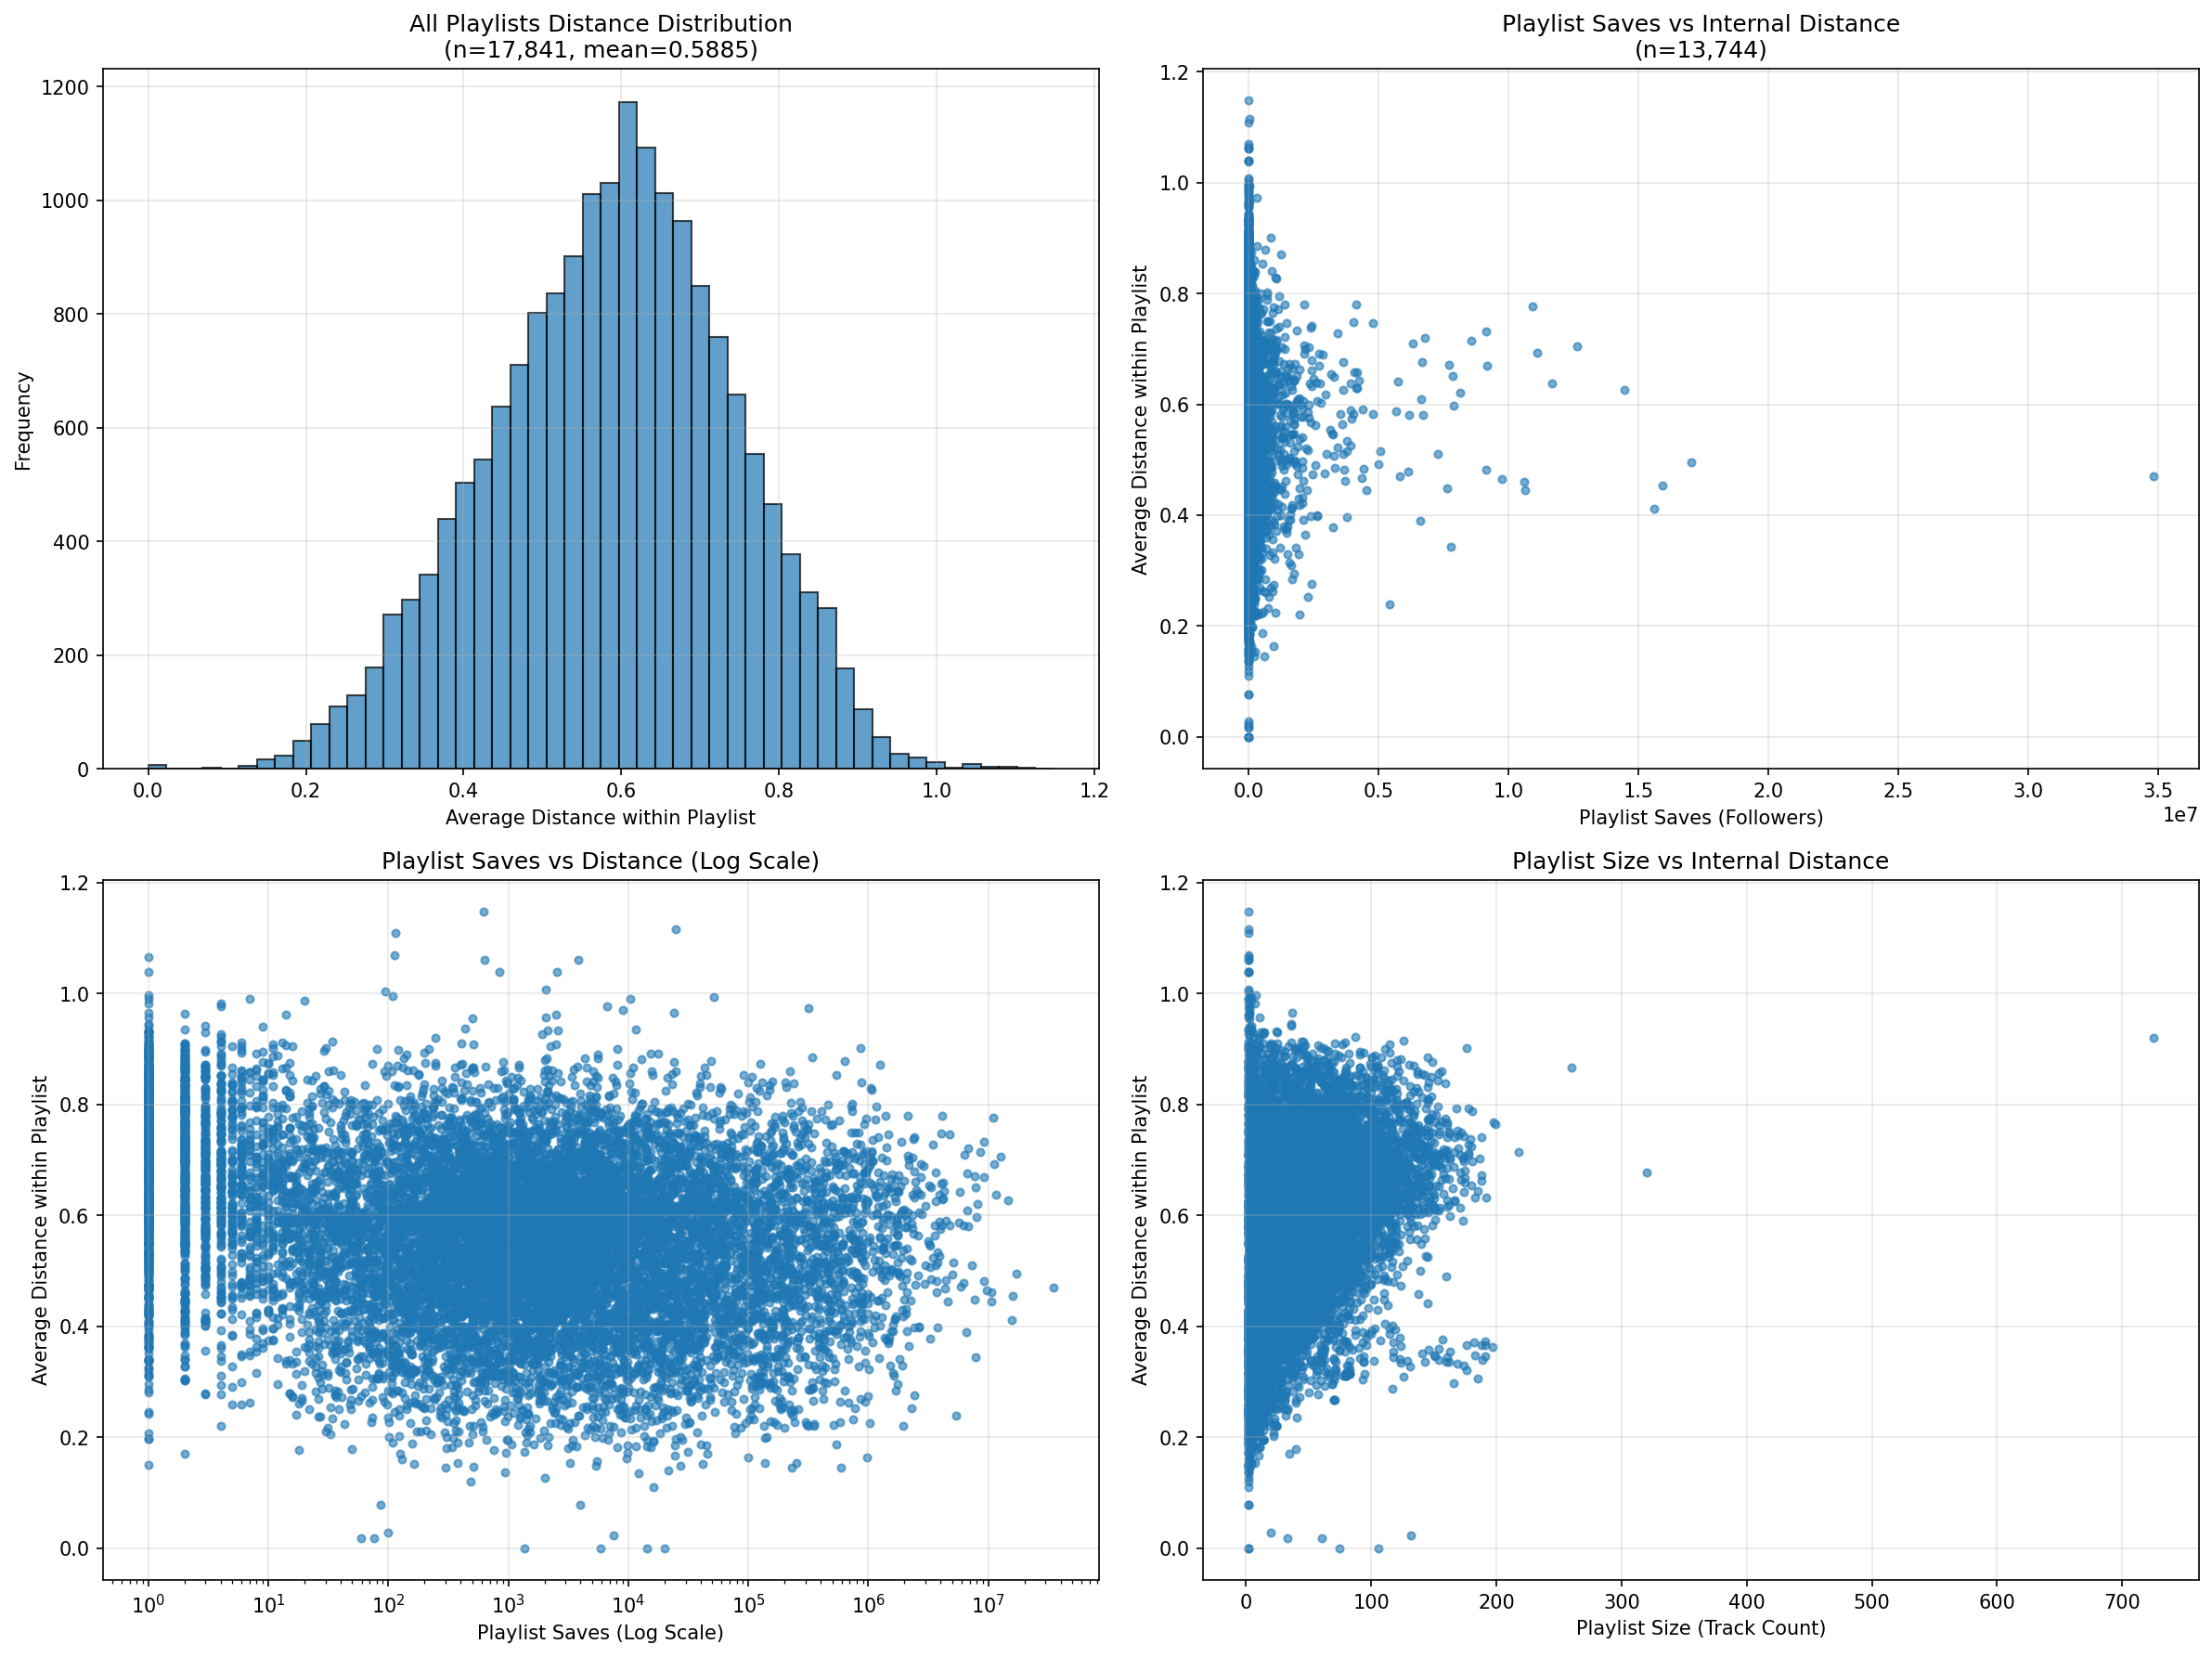 All Playlists Distance Distribution
(n=17,841, mean=0.5885)
1200
1000
800
600
400
200
0
Frequency
0.0 0.2 0.4 0.6 0.8 1.0 1.2
Average Distance within Playlist
Playlist Saves vs Internal Distance
(n=13,744)
1.2
1.0
0.8
0.6
0.4
0.2
0.0
Average Distance within Playlist
0.0 0.5 1.0 1.5 2.0 2.5 3.0 3.5
1e7
Playlist Saves (Followers)
Playlist Saves vs Distance (Log Scale)
1.2
1.0
0.8
0.6
0.4
0.2
0.0
Average Distance within Playlist
10⁰ 10¹ 10² 10³ 10⁴ 10⁵ 10⁶ 10⁷
Playlist Saves (Log Scale)
Playlist Size vs Internal Distance
1.2
1.0
0.8
0.6
0.4
0.2
0.0
Average Distance within Playlist
0 100 200 300 400 500 600 700
Playlist Size (Track Count)